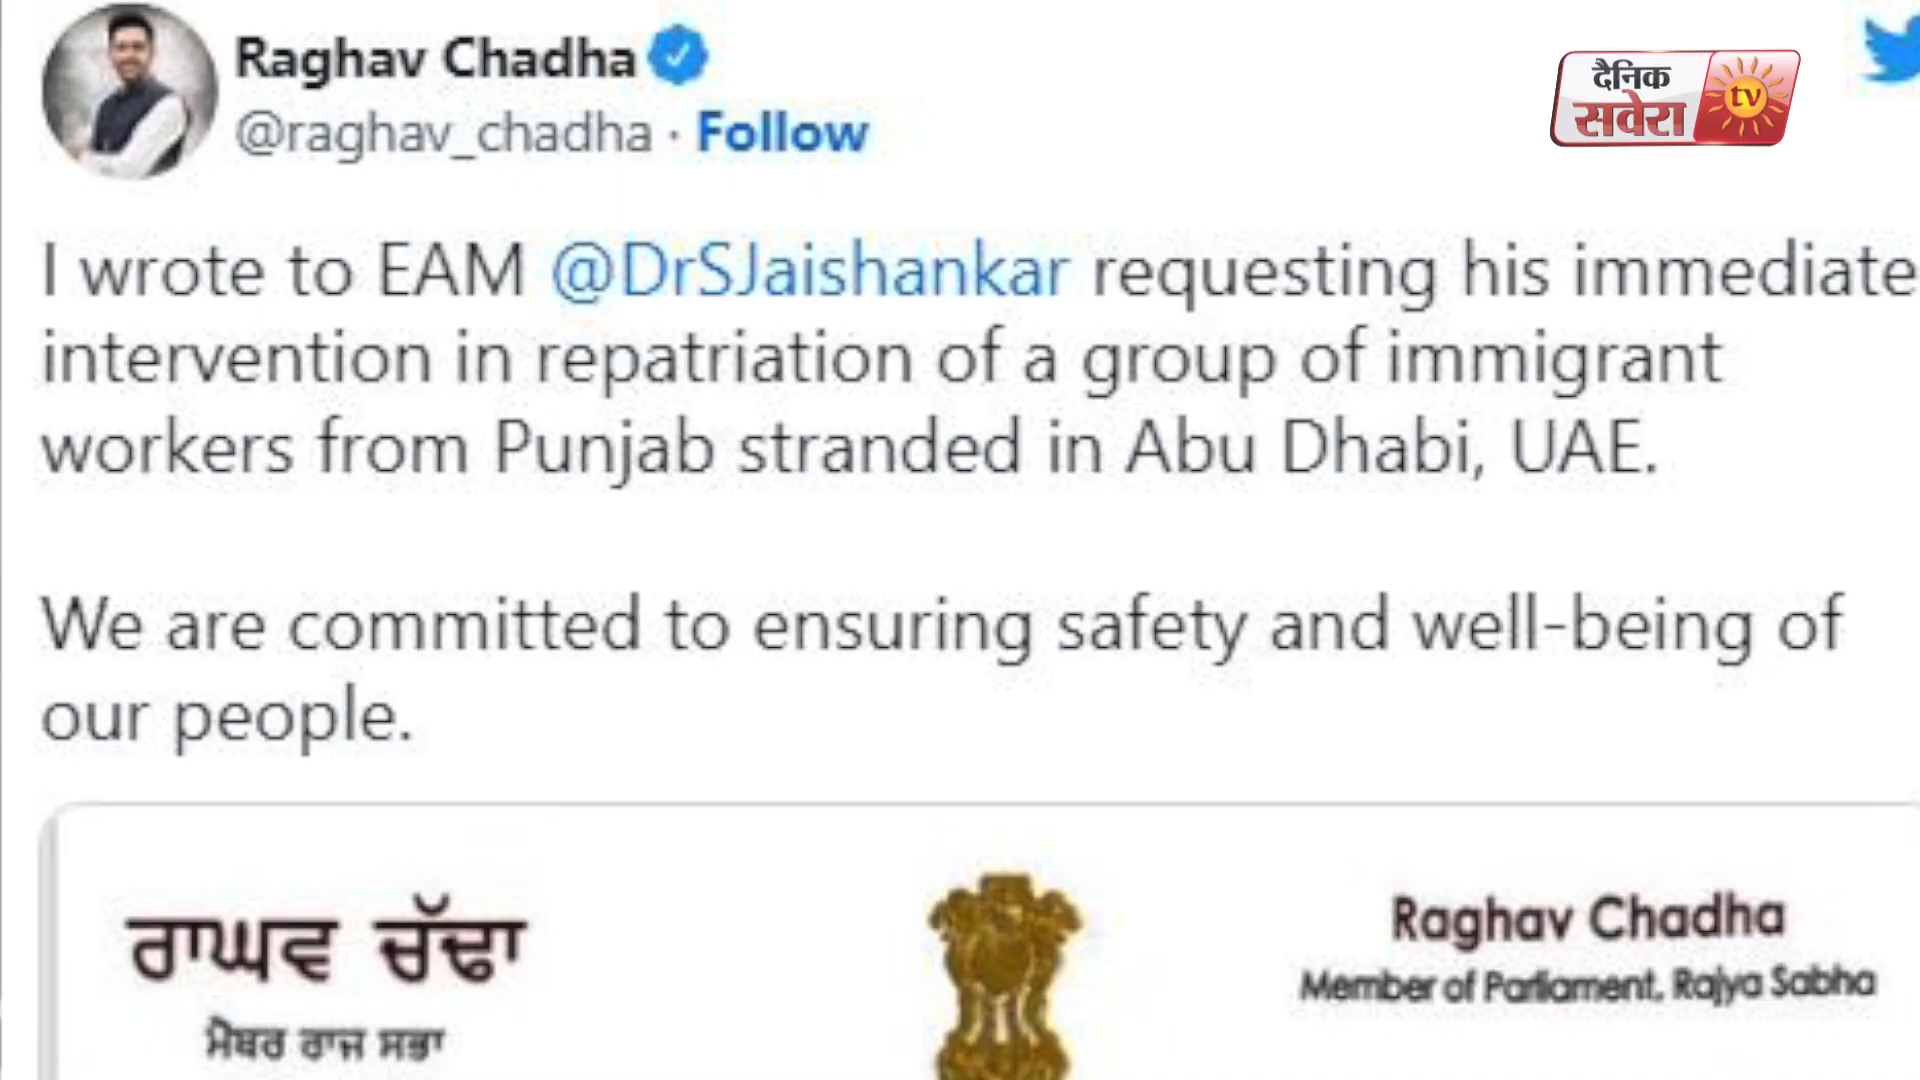 Raghav Chadha
@raghav_chadha · Follow
दैनिक
सवेरा
tv
I wrote to EAM @DrSJaishankar requesting his immediate
intervention in repatriation of a group of immigrant
workers from Punjab stranded in Abu Dhabi, UAE.
We are committed to ensuring safety and well-being of
our people.
ਰਾਘਵ ਚੱਢਾ
ਮੈਂਬਰ ਰਾਜ ਸਭਾ
Raghav Chadha
Member of Parliament, Rajya Sabha